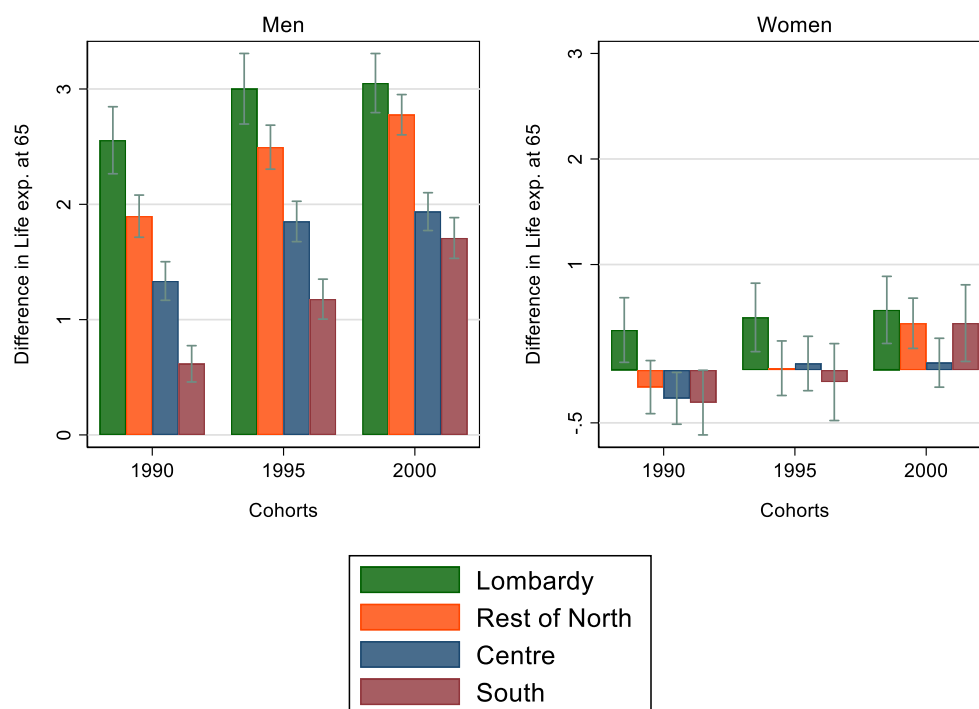 Men
Difference in Life exp. at 65
3
2
1
0
1990 1995 2000
Cohorts
Women
Difference in Life exp. at 65
3
2
1
-.5
1990 1995 2000
Cohorts
Lombardy
Rest of North
Centre
South